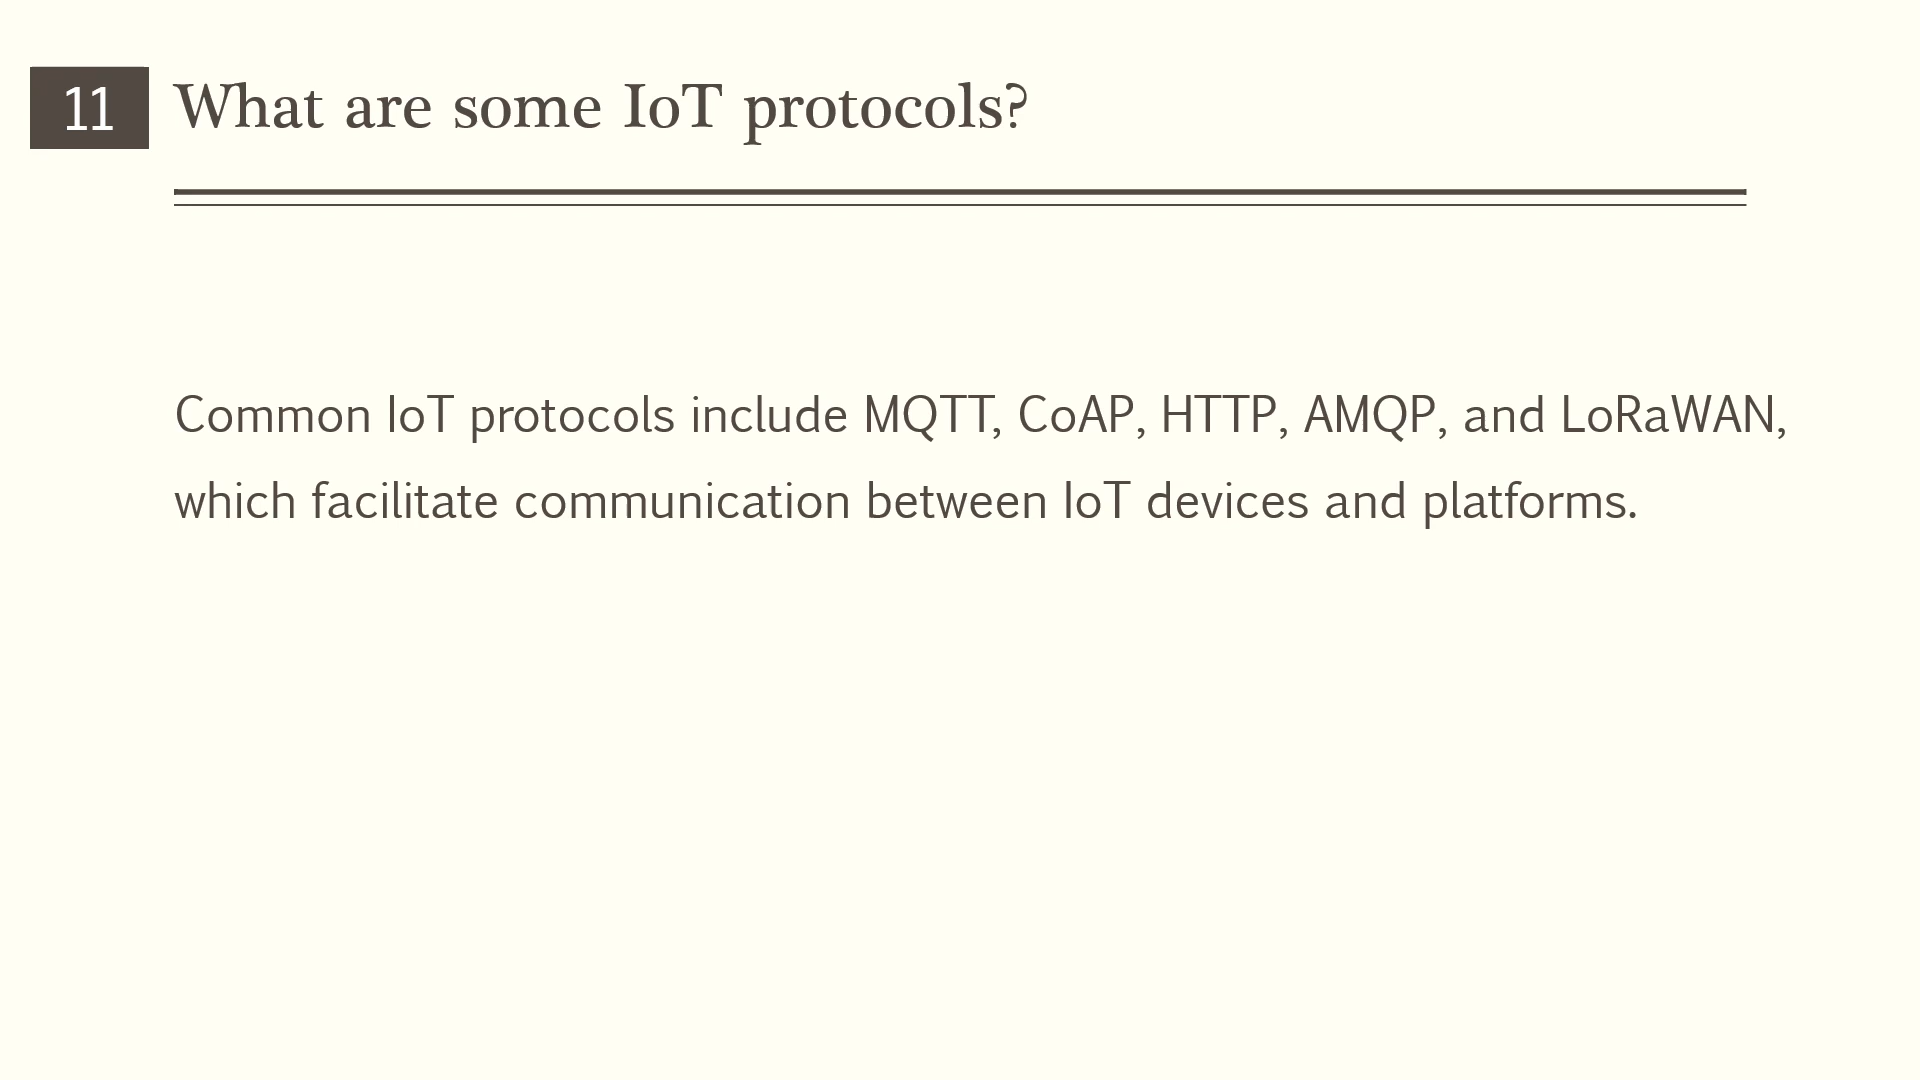 11
What are some IoT protocols?
Common IoT protocols include MQTT, CoAP, HTTP, AMQP, and LoRaWAN,
which facilitate communication between IoT devices and platforms.